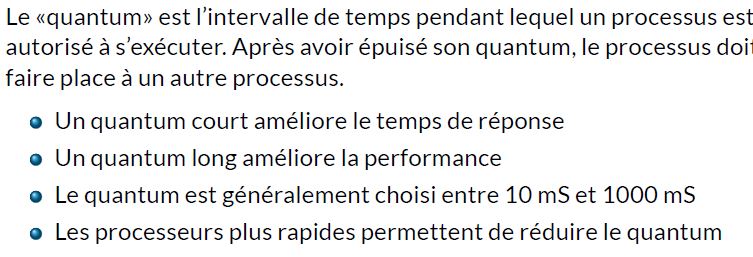 Le «quantum» est l’intervalle de temps pendant lequel un processus est
autorisé à s’exécuter. Après avoir épuisé son quantum, le processus doit
faire place à un autre processus.
Un quantum court améliore le temps de réponse
Un quantum long améliore la performance
Le quantum est généralement choisi entre 10 mS et 1000 mS
Les processeurs plus rapides permettent de réduire le quantum